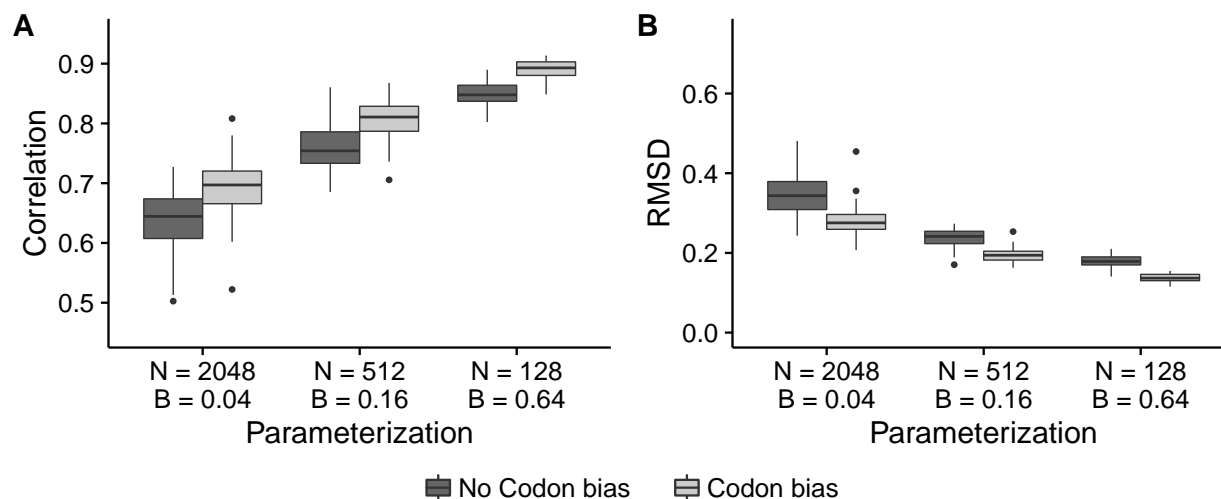 A
Correlation
0.9
0.8
0.7
0.6
0.5
N = 2048
B = 0.04
N = 512
B = 0.16
N = 128
B = 0.64
Parameterization
B
RMSD
0.6
0.4
0.2
0.0
N = 2048
B = 0.04
N = 512
B = 0.16
N = 128
B = 0.64
Parameterization
No Codon bias
Codon bias